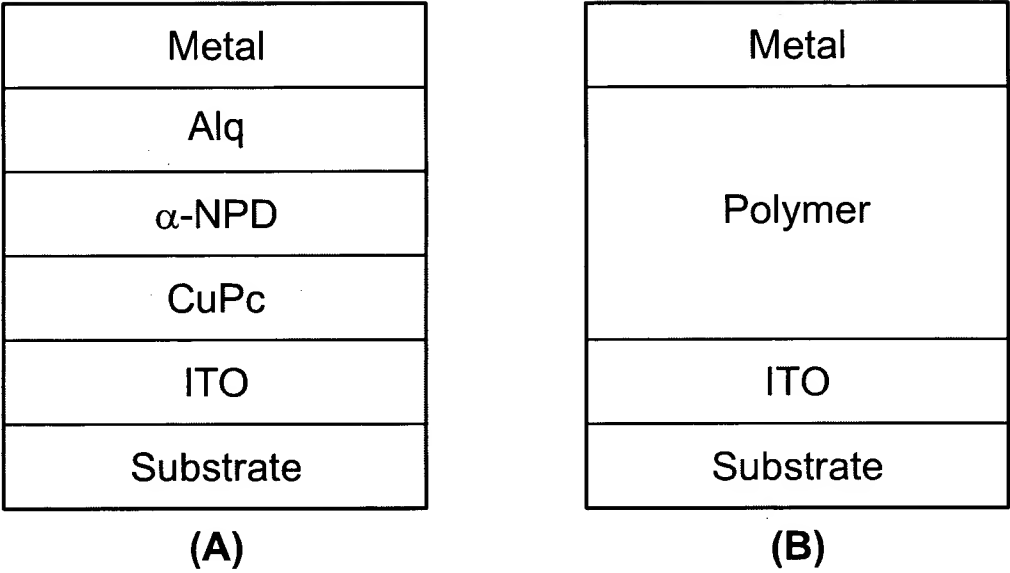 Metal
Alq
α-NPD
CuPc
ITO
Substrate
(A)
Metal
Polymer
ITO
Substrate
(B)